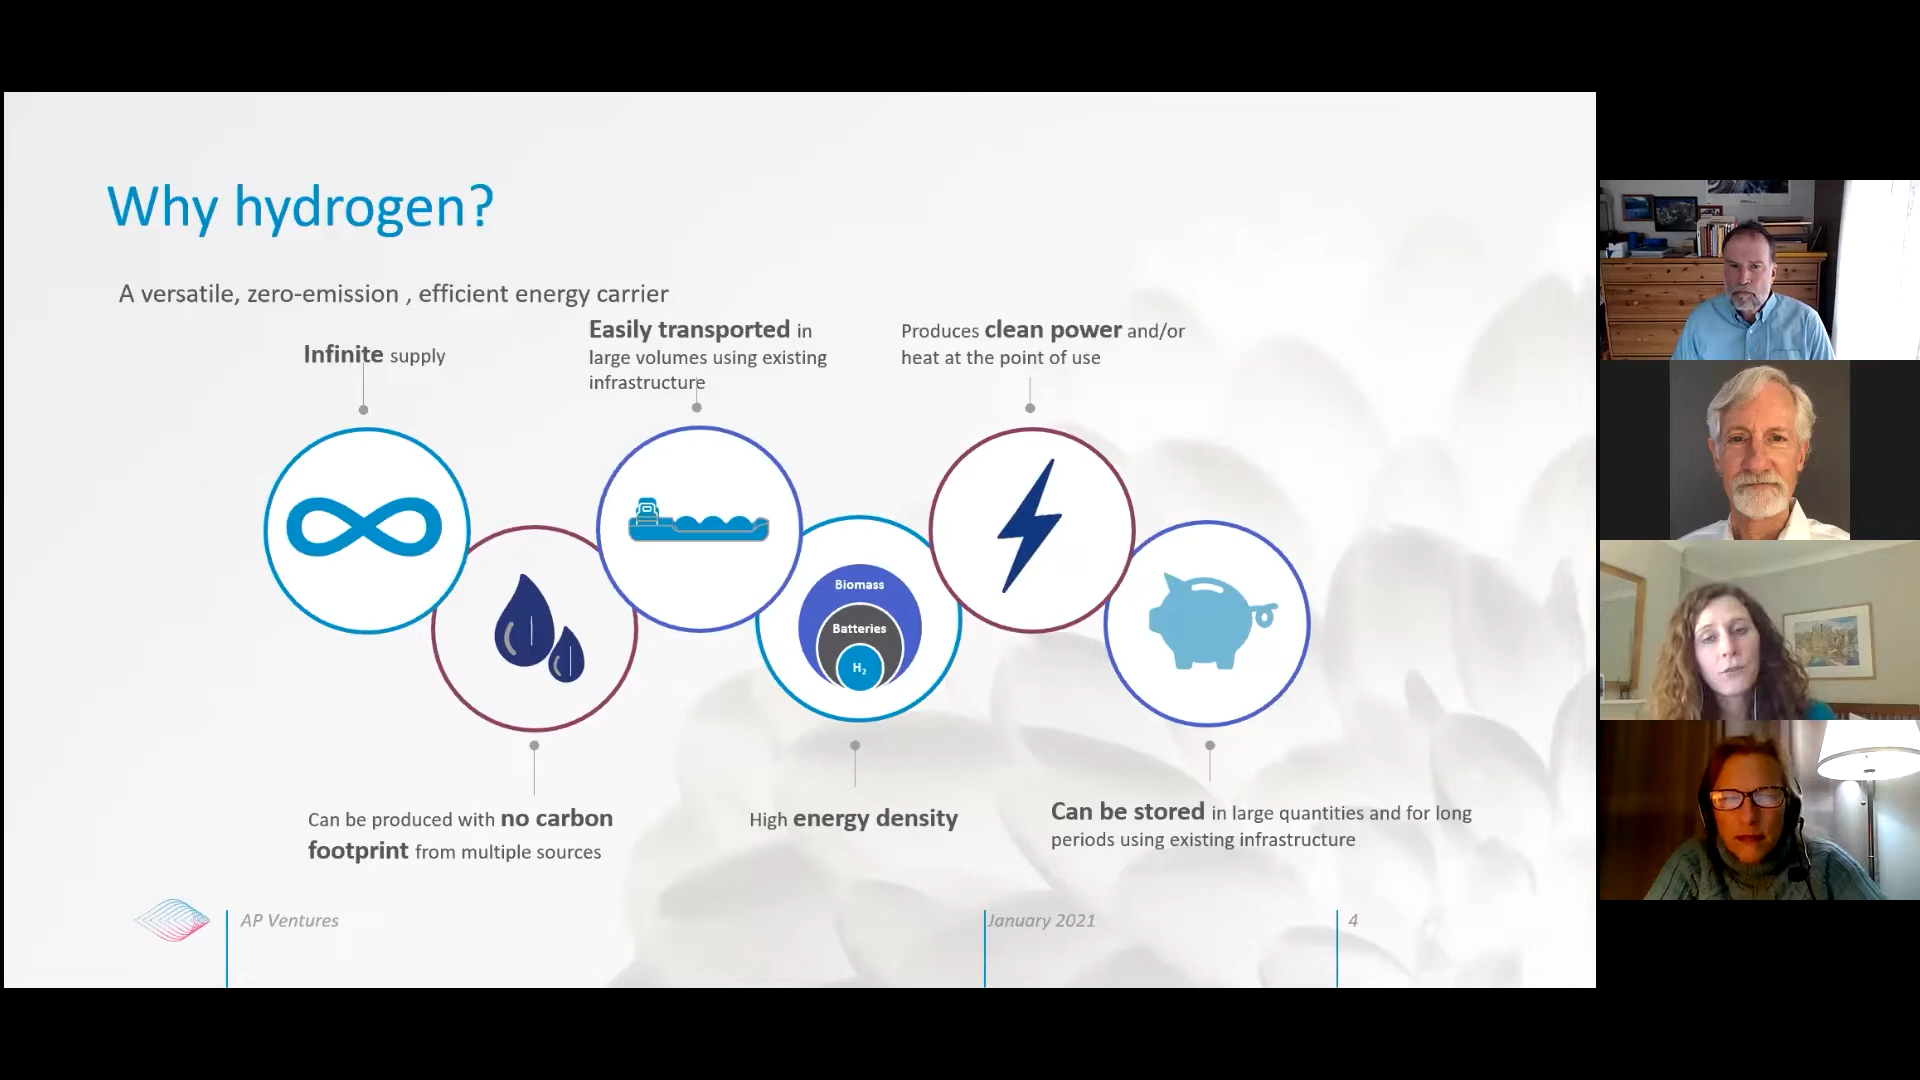 Why hydrogen?
A versatile, zero-emission , efficient energy carrier
Infinite supply
Easily transported in
large volumes using existing
infrastructure
Produces clean power and/or
heat at the point of use
Biomass
Batteries
H₂
Can be produced with no carbon
footprint from multiple sources
High energy density
Can be stored in large quantities and for long
periods using existing infrastructure
AP Ventures
January 2021
4